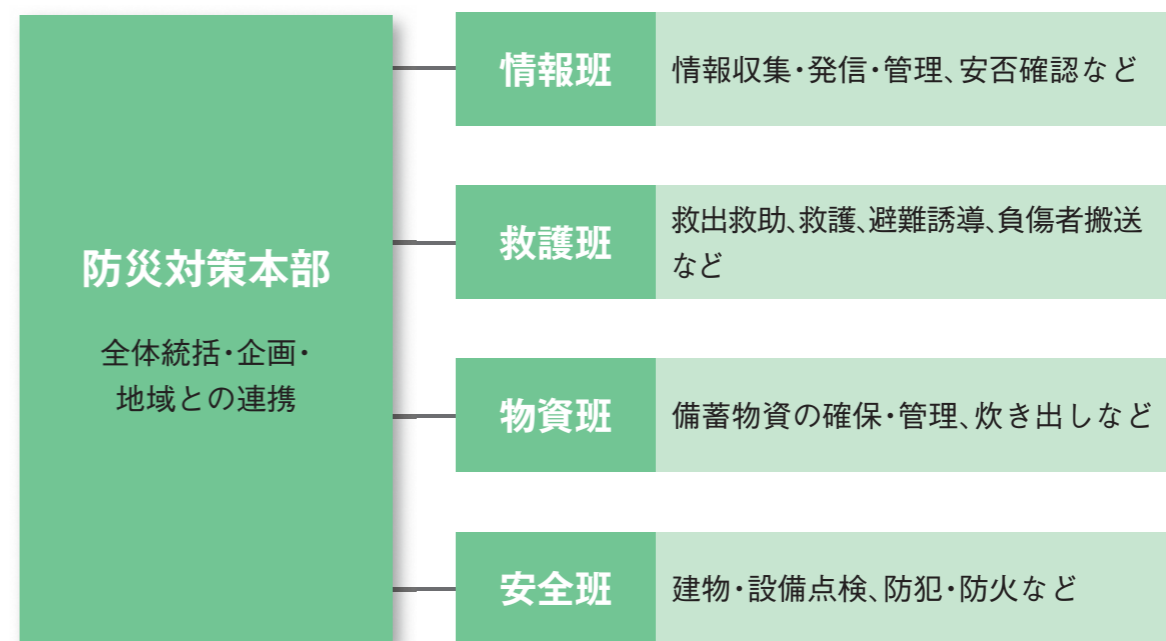 防災対策本部
全体統括・企画・
地域との連携
情報班
情報収集・発信・管理、安否確認など
救護班
救出救助、救護、避難誘導、負傷者搬送
など
物資班
備蓄物資の確保・管理、炊き出しなど
安全班
建物・設備点検、防犯・防火など